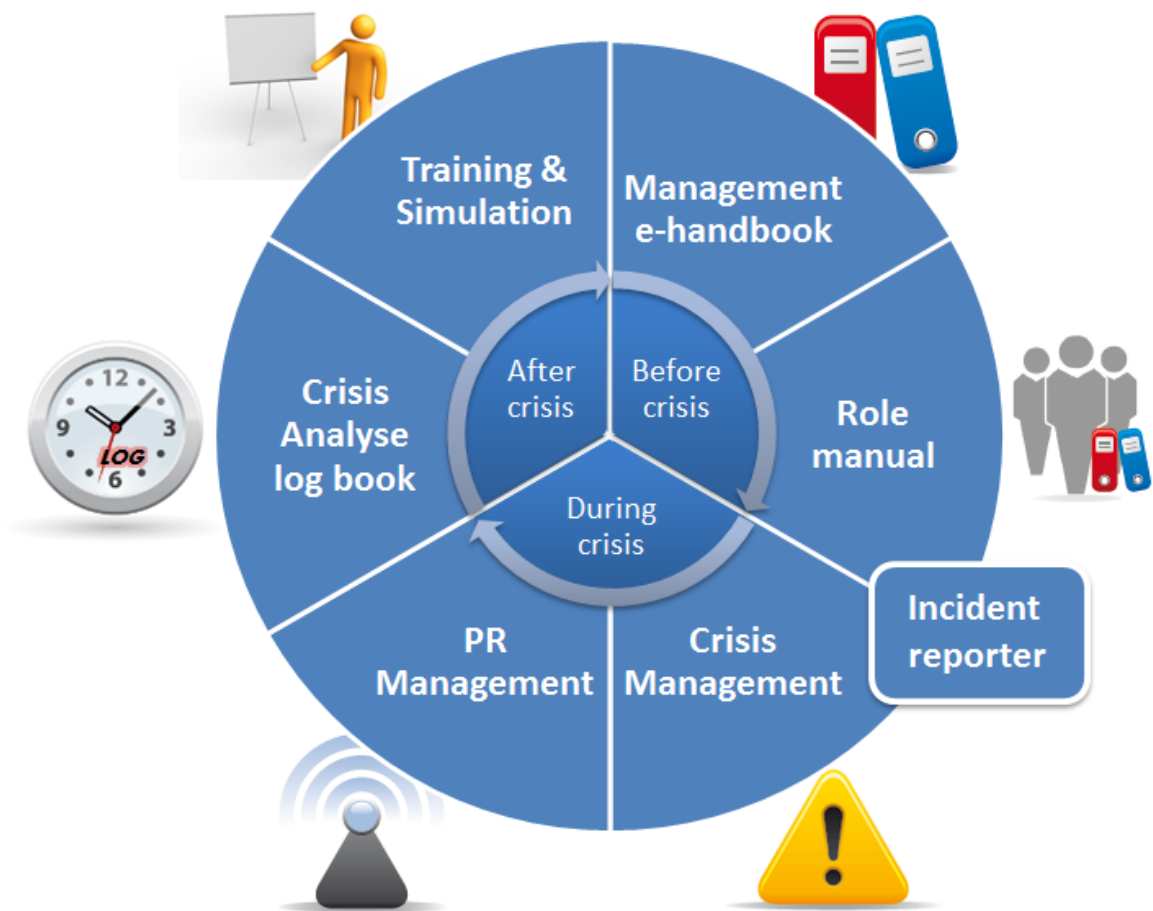 Training &
Simulation
Management
e-handbook
After
crisis
Before
crisis
Crisis
Analyse
log book
12
9
3
LOG
6
Role
manual
During
crisis
Incident
reporter
PR
Management
Crisis
Management